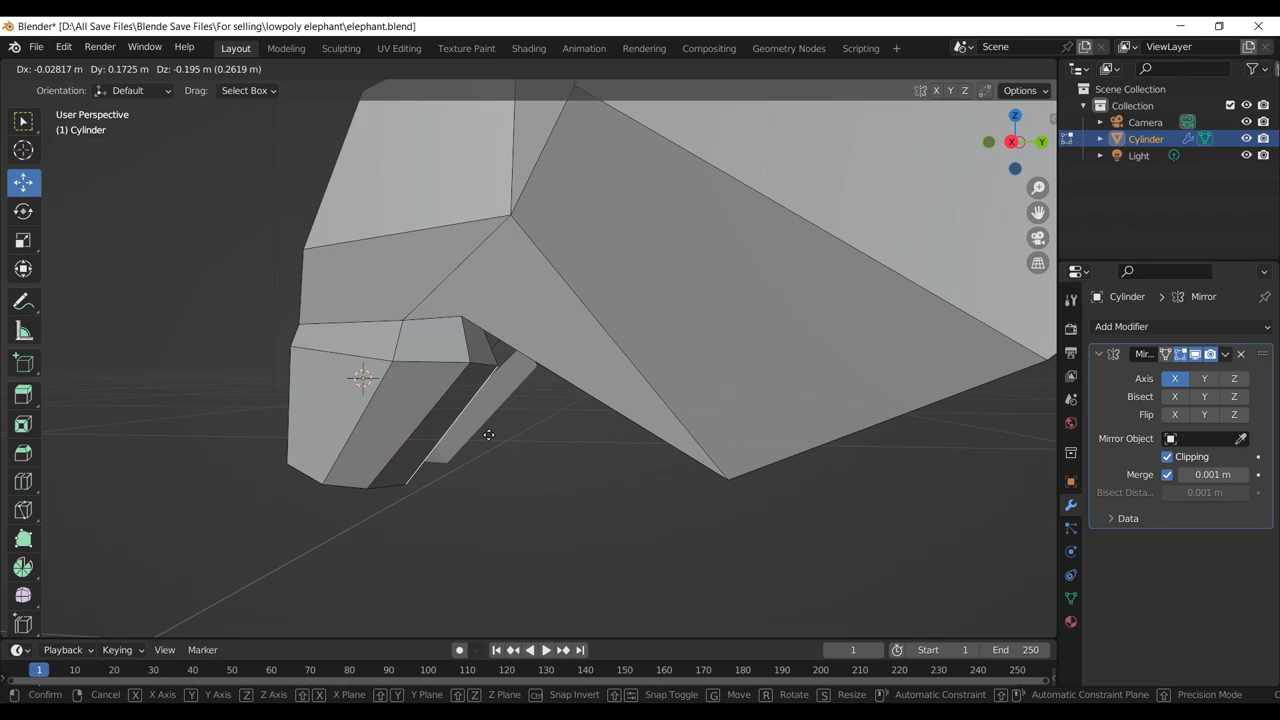 Blender* [D:\All Save Files\Blende Save Files\For selling\lowpoly elephant\elephant.blend]
File Edit Render Window Help Layout Modeling Sculpting UV Editing Texture Paint Shading Animation Rendering Compositing Geometry Nodes Scripting + Scene ViewLayer
Dx: -0.02817 m Dy: 0.1725 m Dz: -0.195 m (0.2619 m)
Orientation: Default Drag: Select Box X Y Z Options
User Perspective
(1) Cylinder
Z
X Y
Scene Collection
Collection
Camera
Cylinder
Light
Cylinder > Mirror
Add Modifier
Mir...
Axis X Y Z
Bisect X Y Z
Flip X Y Z
Mirror Object
Clipping
Merge 0.001 m
Bisect Dista... 0.001 m
Data
Playback Keying View Marker 1 Start 1 End 250
1 10 20 30 40 50 60 70 80 90 100 110 120 130 140 150 160 170 180 190 200 210 220 230 240 250
Confirm Cancel X X Axis Y Y Axis Z Z Axis X X Plane Y Y Plane Z Z Plane Ctrl Snap Invert Snap Toggle G Move R Rotate S Resize Automatic Constraint Automatic Constraint Plane Precision Mode